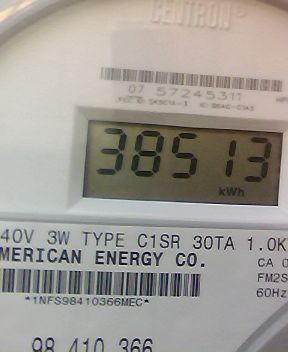 CENTRON®
07 57245311
38513
kWh
40V 3W TYPE C1SR 30TA 1.0K
MERICAN ENERGY CO.
CA 0
FM2S
60Hz
*1NFS98410366MEC*
98 410 366